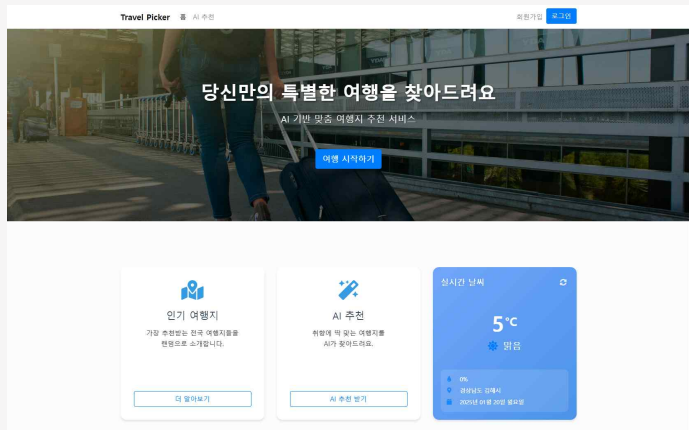 Travel Picker 홈 AI 추천 회원가입 로그인
당신만의 특별한 여행을 찾아드려요
AI 기반 맞춤 여행지 추천 서비스
여행 시작하기
인기 여행지
가장 추천받는 전국 여행지들을
랜덤으로 소개합니다.
더 알아보기
AI 추천
취향에 딱 맞는 여행지를
AI가 찾아드려요.
AI 추천 받기
실시간 날씨
5℃
맑음
0%
경상남도 김해시
2025년 01월 20일 월요일